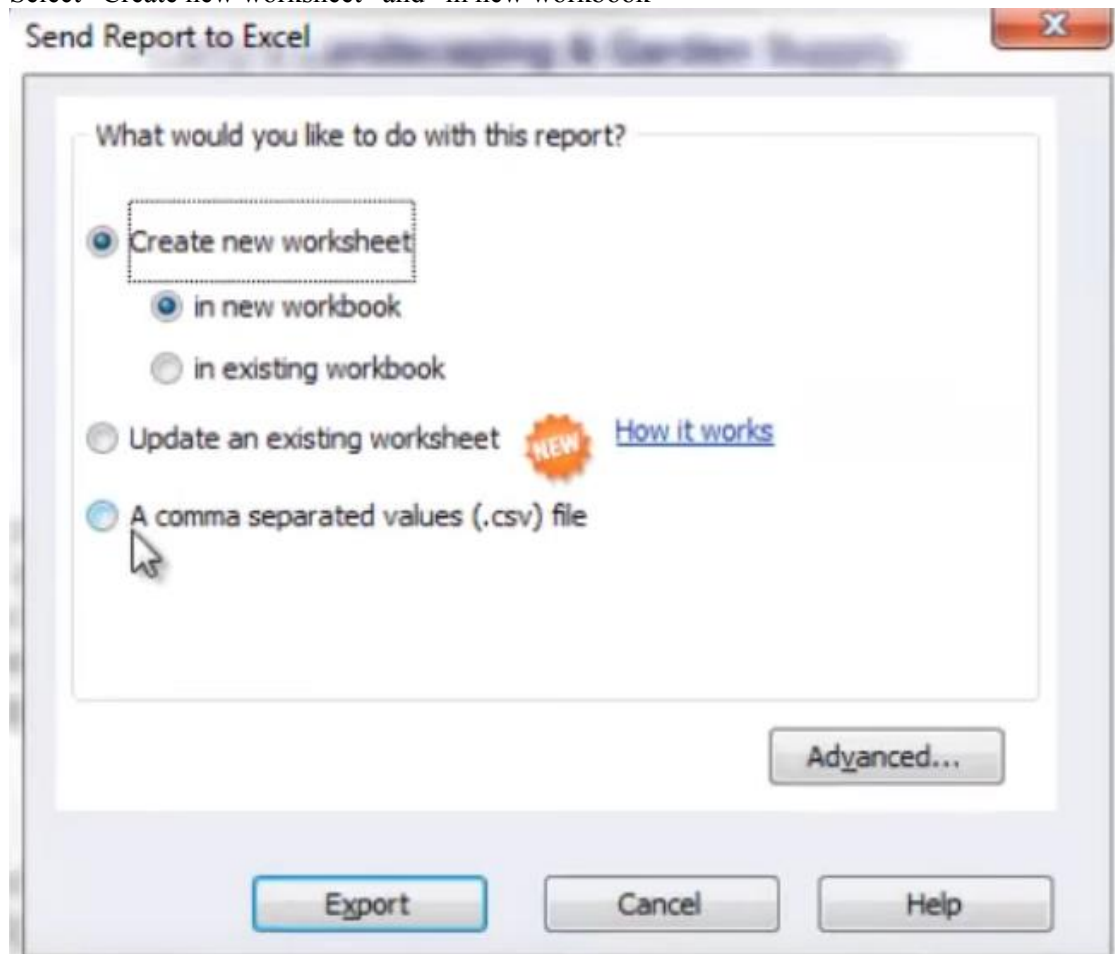 Send Report to Excel
What would you like to do with this report?
Create new worksheet
in new workbook
in existing workbook
Update an existing worksheet NEW How it works
A comma separated values (.csv) file
Advanced...
Export Cancel Help